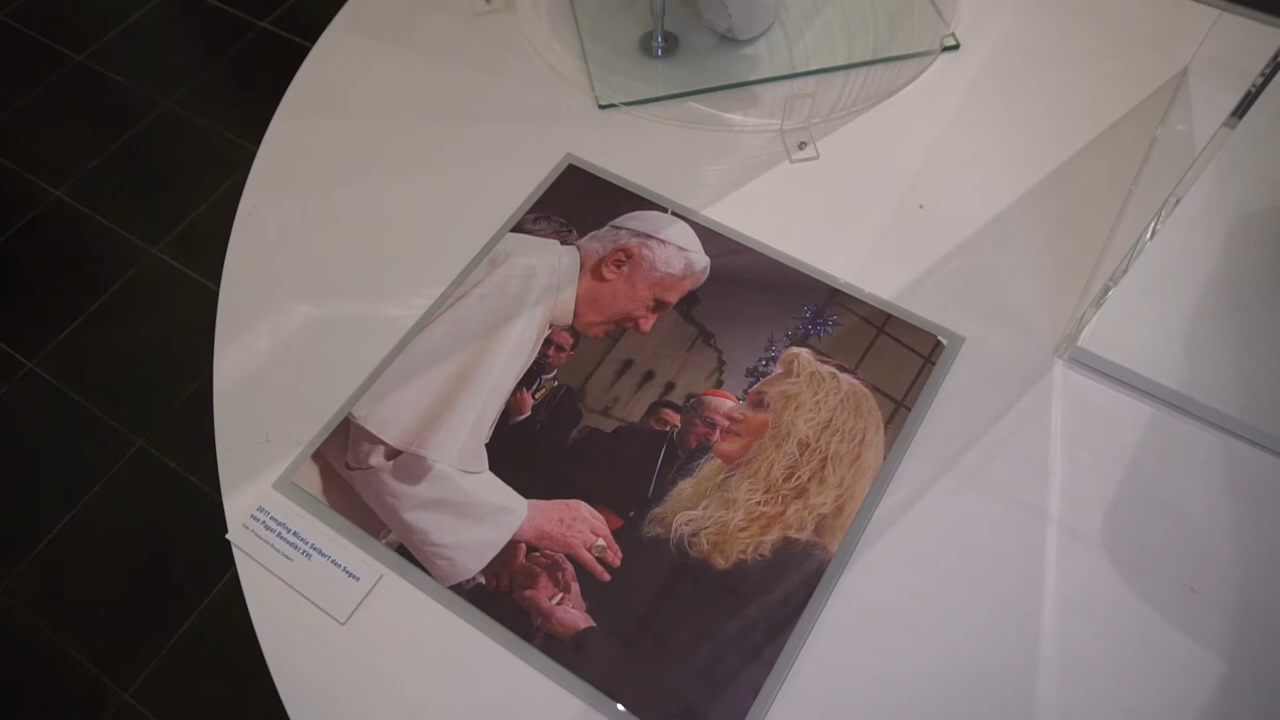 2011 empfing Nicole Seibert den Segen
von Papst Benedikt XVI.